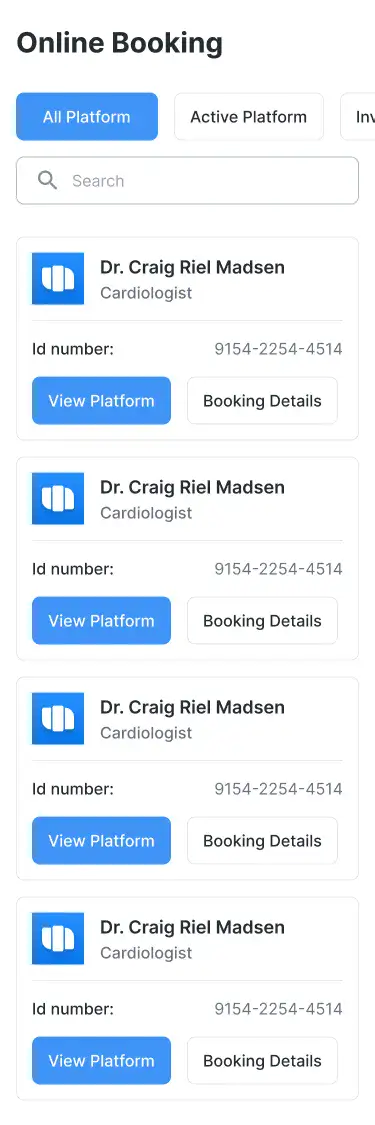 Online Booking
All Platform Active Platform Inv
Search
Dr. Craig Riel Madsen
Cardiologist
Id number: 9154-2254-4514
View Platform Booking Details
Dr. Craig Riel Madsen
Cardiologist
Id number: 9154-2254-4514
View Platform Booking Details
Dr. Craig Riel Madsen
Cardiologist
Id number: 9154-2254-4514
View Platform Booking Details
Dr. Craig Riel Madsen
Cardiologist
Id number: 9154-2254-4514
View Platform Booking Details